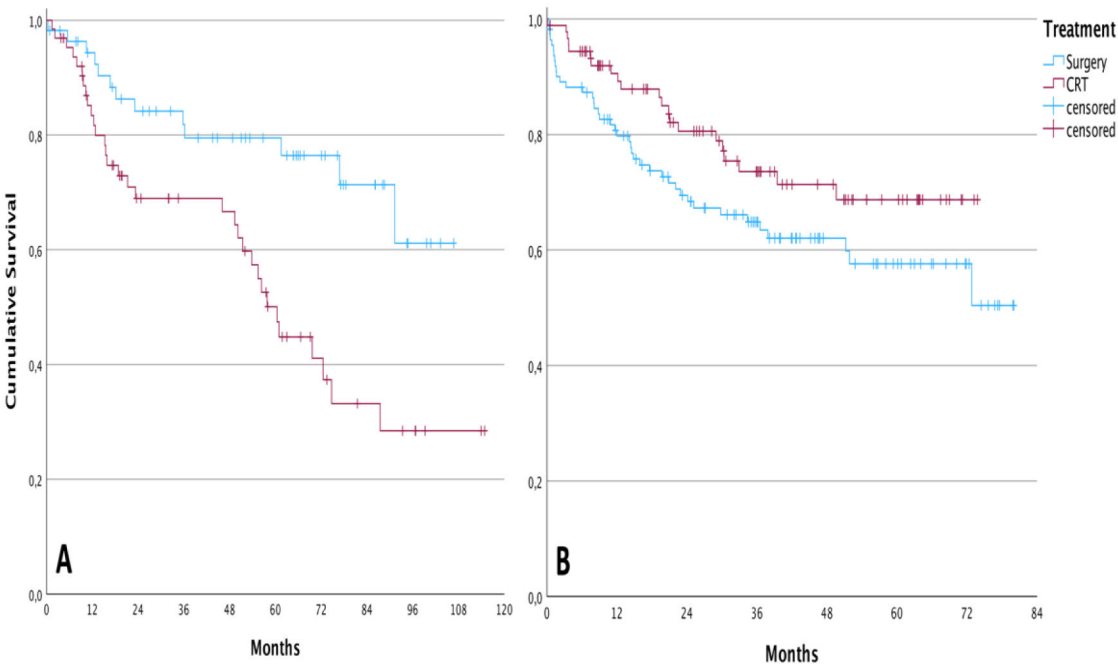 Cumulative Survival
1,0
0,8
0,6
0,4
0,2
0,0
A
0 12 24 36 48 60 72 84 96 108 120
Months
1,0
0,8
0,6
0,4
0,2
0,0
B
0 12 24 36 48 60 72 84
Months
Treatment
Surgery
CRT
censored
censored